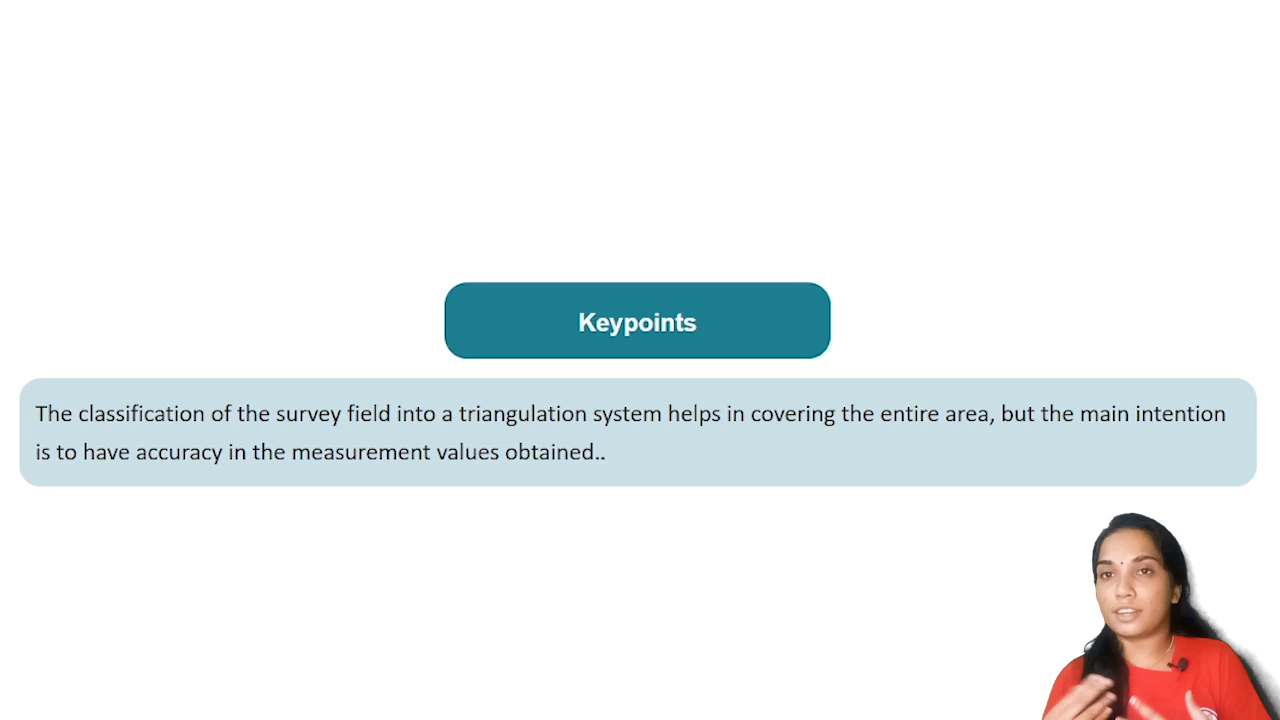 Keypoints
The classification of the survey field into a triangulation system helps in covering the entire area, but the main intention
is to have accuracy in the measurement values obtained..